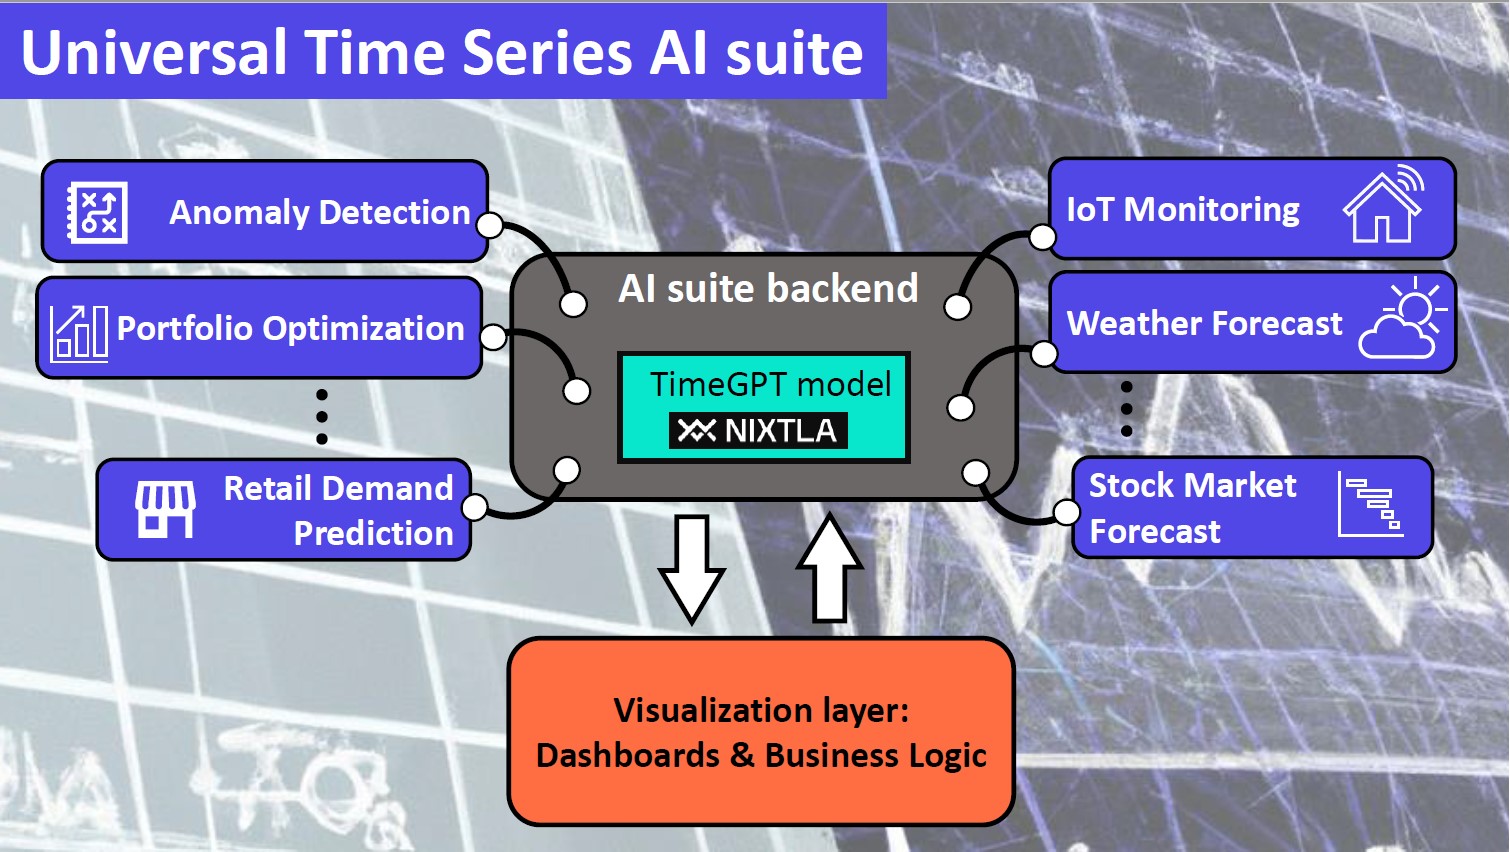 Universal Time Series AI suite
Anomaly Detection
Portfolio Optimization
Retail Demand
Prediction
AI suite backend
TimeGPT model
NIXTLA
IoT Monitoring
Weather Forecast
Stock Market
Forecast
Visualization layer:
Dashboards & Business Logic